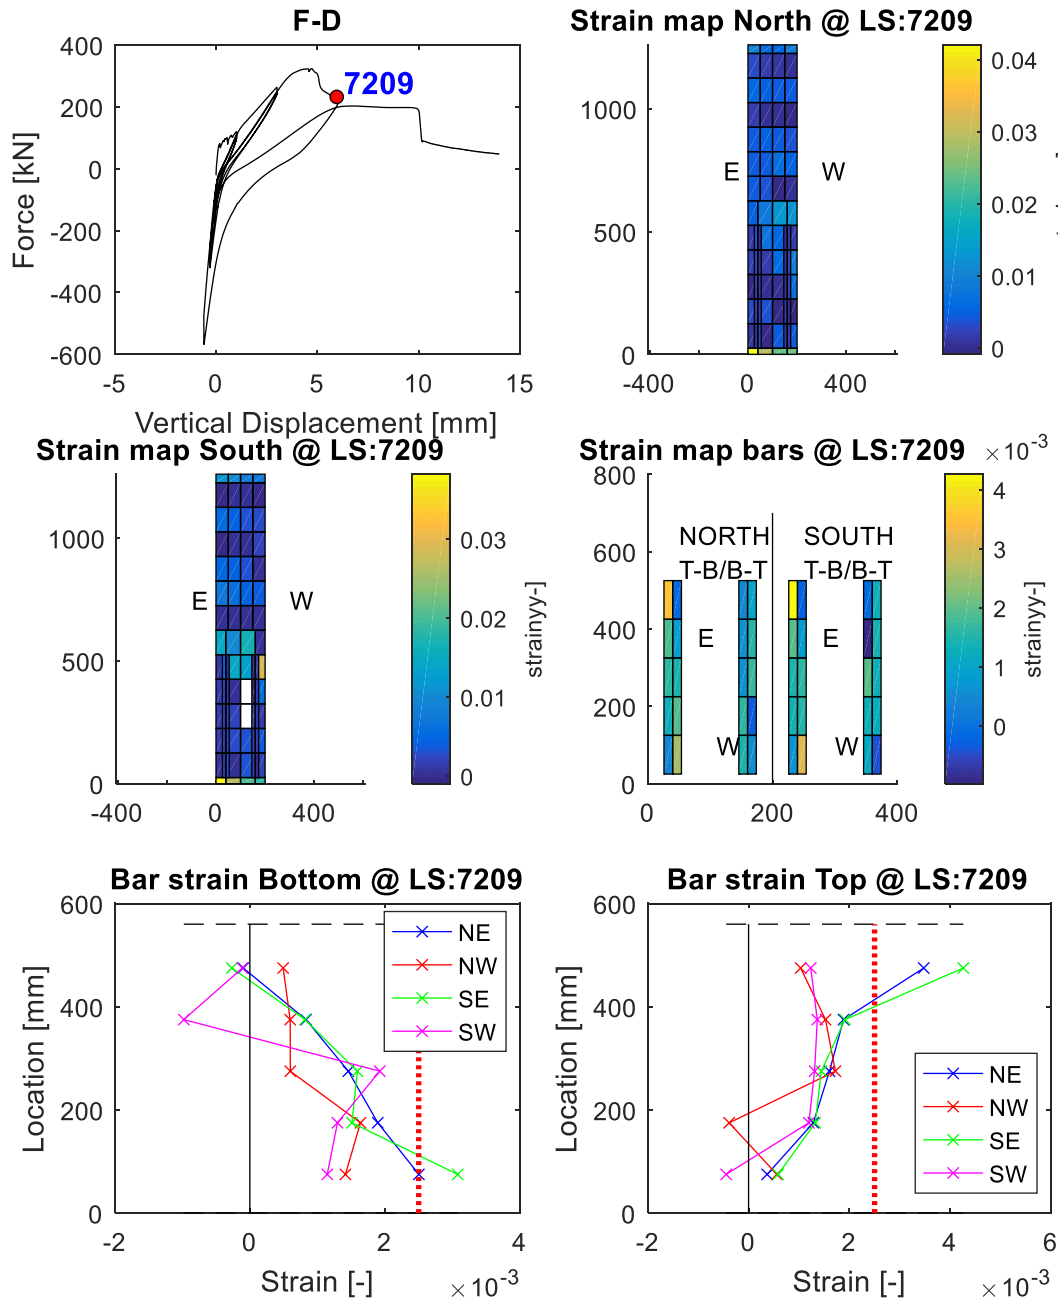 F-D
400
200
0
-200
-400
-600
-5
0
5
10
15
Force [kN]
Vertical Displacement [mm]
7209
Strain map North @ LS:7209
1000
500
0
-400
0
400
E
W
0.04
0.03
0.02
0.01
0
Strain map South @ LS:7209
1000
500
0
-400
0
400
E
W
0.03
0.02
0.01
0
strainyy-]
Strain map bars @ LS:7209
×10-3
800
600
400
200
0
0
200
400
NORTH
SOUTH
T-B/B-T
T-B/B-T
E
E
W
W
4
3
2
1
0
strainyy-]
Bar strain Bottom @ LS:7209
600
400
200
0
-2
0
2
4
Location [mm]
Strain [-]
×10-3
NE
NW
SE
SW
Bar strain Top @ LS:7209
600
400
200
0
-2
0
2
4
6
Location [mm]
Strain [-]
×10-3
NE
NW
SE
SW